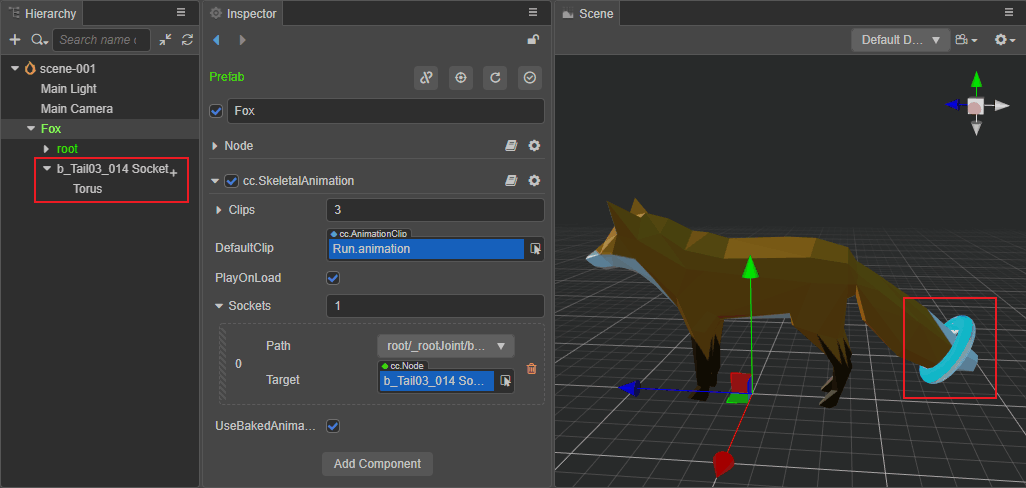 Hierarchy
Search name o
scene-001
Main Light
Main Camera
Fox
root
b_Tail03_014 Socket
Torus
Inspector
Prefab
Fox
Node
cc.SkeletalAnimation
Clips
3
DefaultClip
cc.AnimationClip
Run.animation
PlayOnLoad
Sockets
1
0
Path
root/_rootJoint/b...
Target
cc.Node
b_Tail03_014 So...
UseBakedAnima...
Add Component
Scene
Default D...